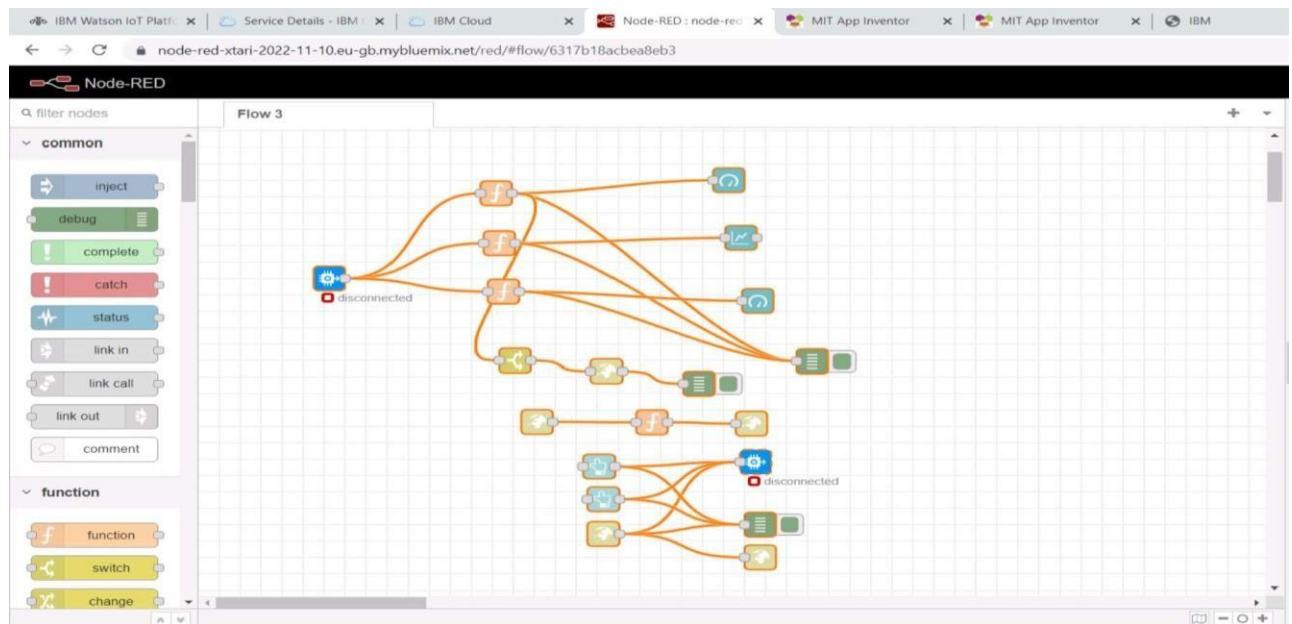 IBM Watson IoT Platf
Service Details - IBM
IBM Cloud
Node-RED : node-red
MIT App Inventor
MIT App Inventor
IBM
node-red-xtari-2022-11-10.eu-gb.mybluemix.net/red/#flow/6317b18acbea8eb3
Node-RED
filter nodes
Flow 3
common
inject
debug
complete
catch
disconnected
status
link in
link call
link out
comment
disconnected
function
function
switch
change